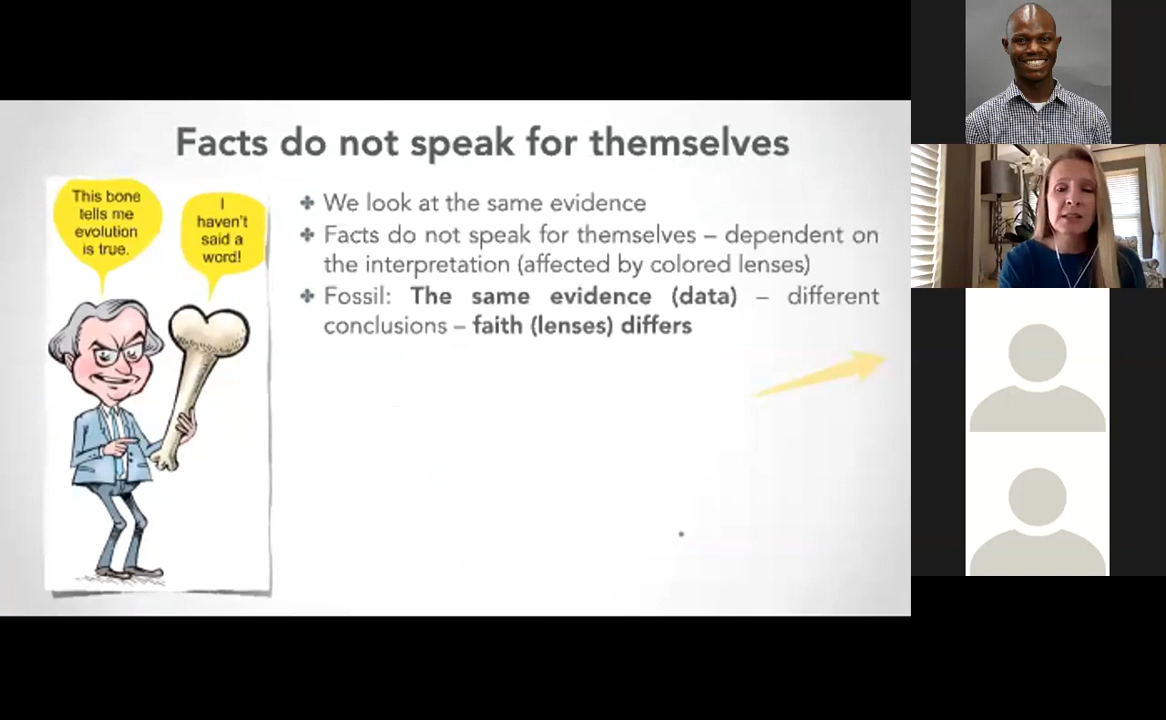 Facts do not speak for themselves
This bone
tells me
evolution
is true.
I
haven't
said a
word!
We look at the same evidence
Facts do not speak for themselves – dependent on
the interpretation (affected by colored lenses)
Fossil: The same evidence (data) – different
conclusions – faith (lenses) differs